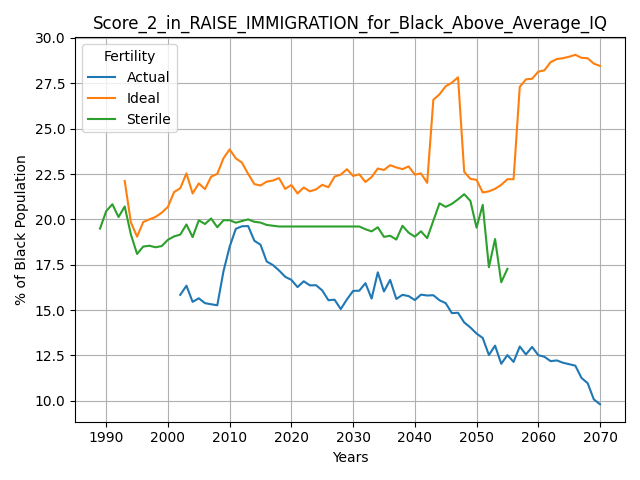 Score_2_in_RAISE_IMMIGRATION_for_Black_Above_Average_IQ
30.0
27.5
25.0
22.5
20.0
17.5
15.0
12.5
10.0
% of Black Population
Fertility
Actual
Ideal
Sterile
1990 2000 2010 2020 2030 2040 2050 2060 2070
Years